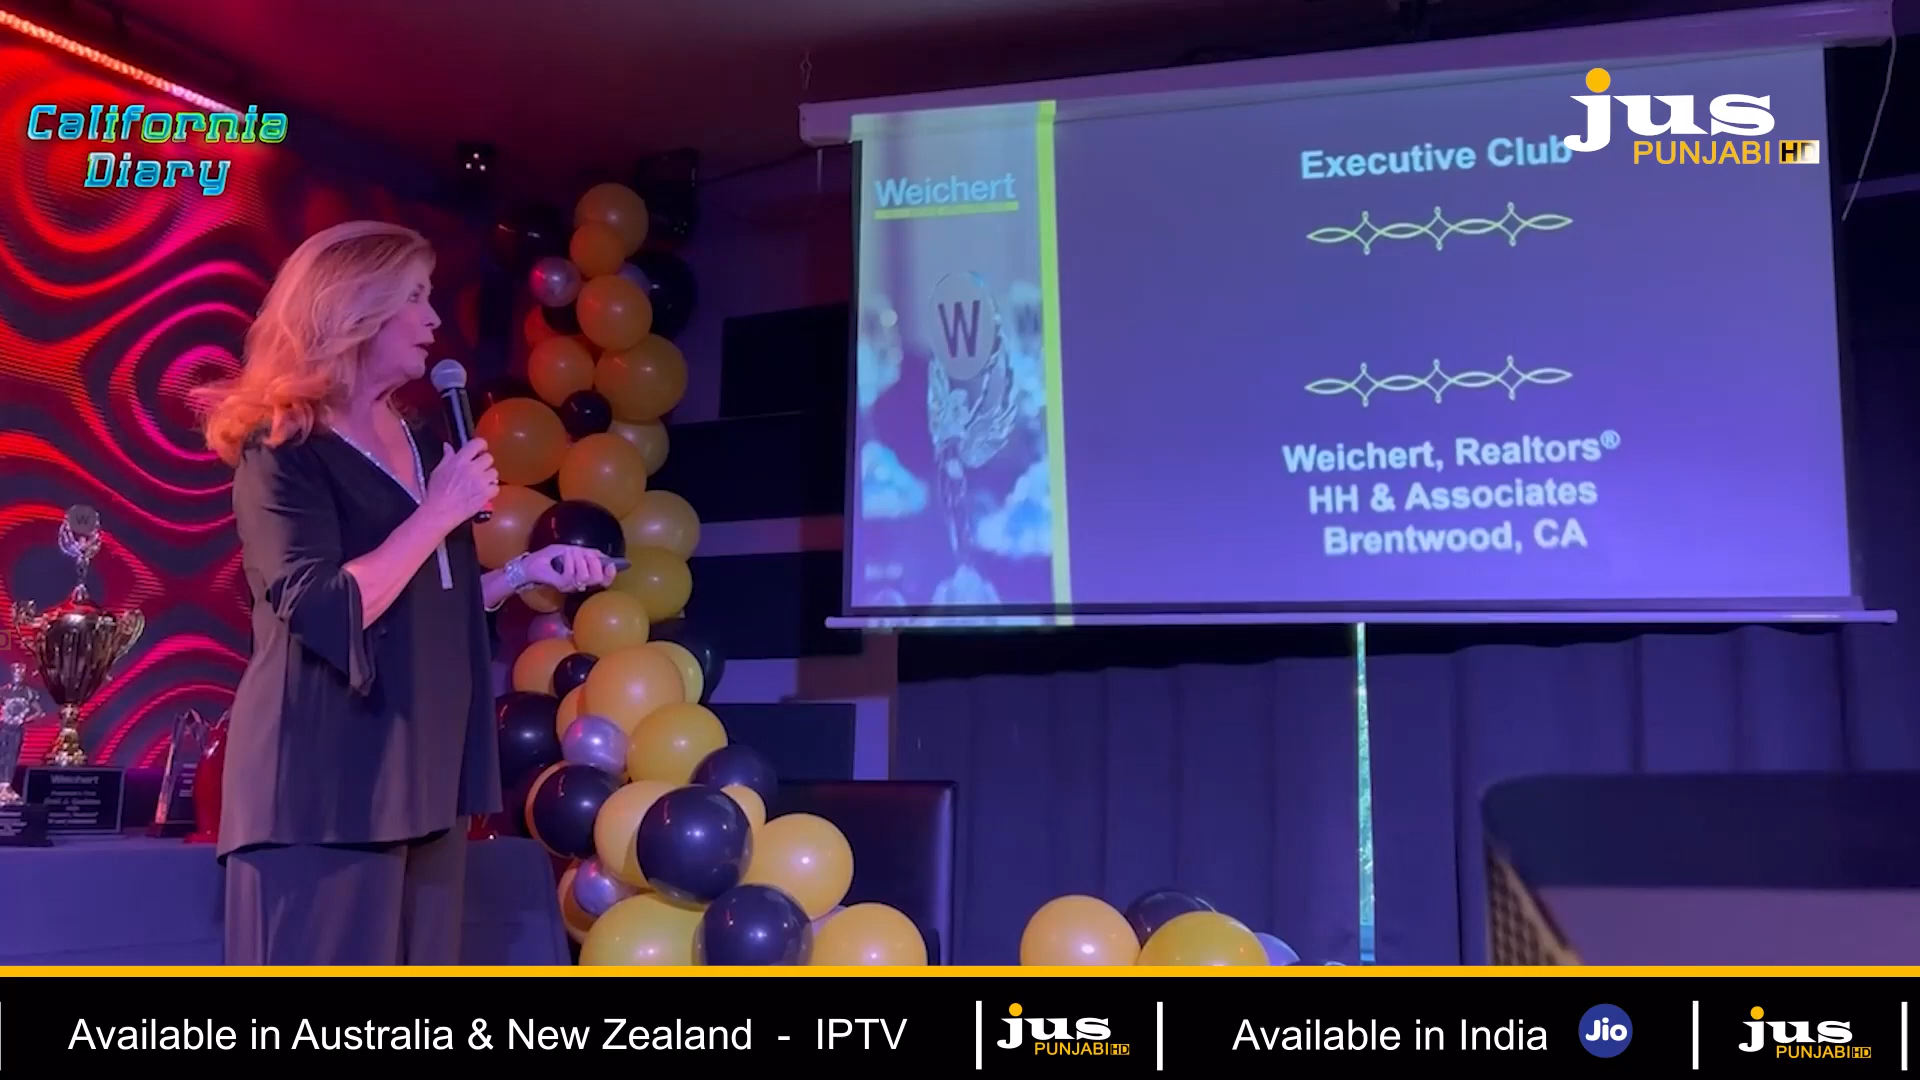 California
Diary
jus
PUNJABI HD
Executive Club
Weichert
W
Weichert, Realtors®
HH & Associates
Brentwood, CA
W
Weichert
Available in Australia & New Zealand - IPTV
jus
PUNJABI HD
Available in India
Jio
jus
PUNJABI HD